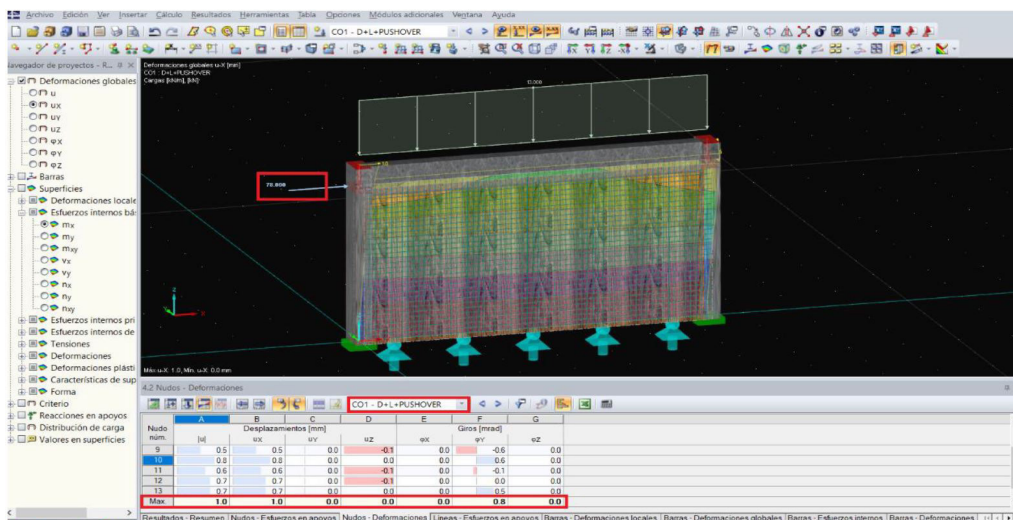 Archivo Edición Ver Insertar Cálculo Resultados Herramientas Tabla Opciones Módulos adicionales Ventana Ayuda
CO1 - D+L+PUSHOVER
Navegador de proyectos - R...
Deformaciones globales
u
ux
uY
uz
φX
φY
φZ
Barras
Superficies
Deformaciones locale
Esfuerzos internos bá
mx
my
mxy
vx
vy
nx
ny
nxy
Esfuerzos internos pri
Esfuerzos internos de
Tensiones
Deformaciones
Deformaciones plásti
Características de sup
Forma
Criterio
Reacciones en apoyos
Distribución de carga
Valores en superficies
Deformaciones globales u-X [mm]
CO1 : D+L+PUSHOVER
Cargas [kN/m], [kN]
12.000
Z
X
Máx u-X: 1.0, Mín. u-X: 0.0 mm
4.2 Nudos - Deformaciones
CO1 - D+L+PUSHOVER
A B C D E F G
Nudo Desplazamientos [mm] Giros [mrad]
núm. |u| ux uY uz φX φY φZ
9 0.5 0.5 0.0 -0.1 0.0 -0.6 0.0
10 0.8 0.8 0.0 0.0 0.0 0.6 0.0
11 0.6 0.6 0.0 -0.1 0.0 -0.1 0.0
12 0.7 0.7 0.0 -0.1 0.0 0.0 0.0
13 0.7 0.7 0.0 0.0 0.0 0.5 0.0
Max 1.0 1.0 0.0 0.0 0.0 0.8 0.0
Resultados - Resumen Nudos - Esfuerzos en apoyos Nudos - Deformaciones Líneas - Esfuerzos en apoyos Barras - Deformaciones locales Barras - Deformaciones globales Barras - Esfuerzos internos Barras - Deformaciones